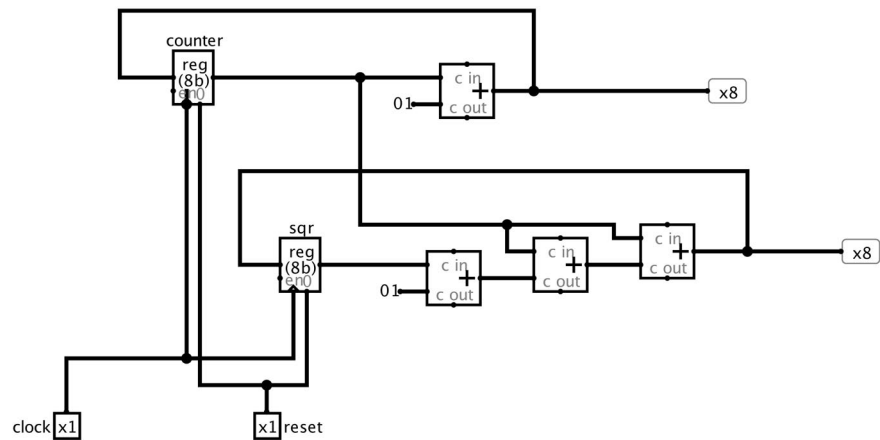 counter
reg
(8b)
en0
c in
+
01
c out
x8
sqr
reg
(8b)
en0
c in
+
01
c out
c in
+
c out
c in
+
c out
x8
clock x1
x1 reset